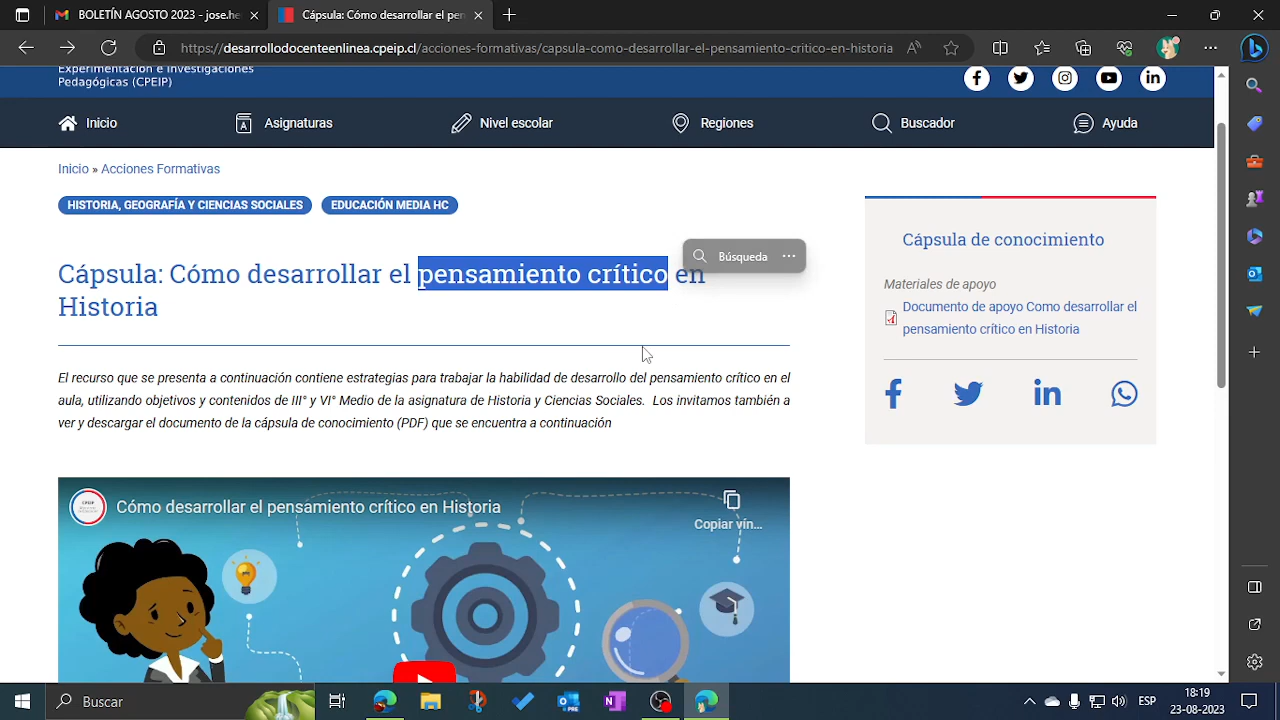 BOLETÍN AGOSTO 2023 - jose.he
Cápsula: Cómo desarrollar el pen
https://desarrollodocenteenlinea.cpeip.cl/acciones-formativas/capsula-como-desarrollar-el-pensamiento-critico-en-historia
Experimentación e Investigaciones
Pedagógicas (CPEIP)
Inicio
Asignaturas
Nivel escolar
Regiones
Buscador
Ayuda
Inicio » Acciones Formativas
HISTORIA, GEOGRAFÍA Y CIENCIAS SOCIALES
EDUCACIÓN MEDIA HC
Búsqueda
Cápsula: Cómo desarrollar el pensamiento crítico en
Historia
El recurso que se presenta a continuación contiene estrategias para trabajar la habilidad de desarrollo del pensamiento crítico en el
aula, utilizando objetivos y contenidos de III° y VI° Medio de la asignatura de Historia y Ciencias Sociales. Los invitamos también a
ver y descargar el documento de la cápsula de conocimiento (PDF) que se encuentra a continuación
Cápsula de conocimiento
Materiales de apoyo
Documento de apoyo Como desarrollar el
pensamiento crítico en Historia
CPEIP
Cómo desarrollar el pensamiento crítico en Historia
Copiar vín...
Buscar
PRE
ESP
18:19
23-08-2023